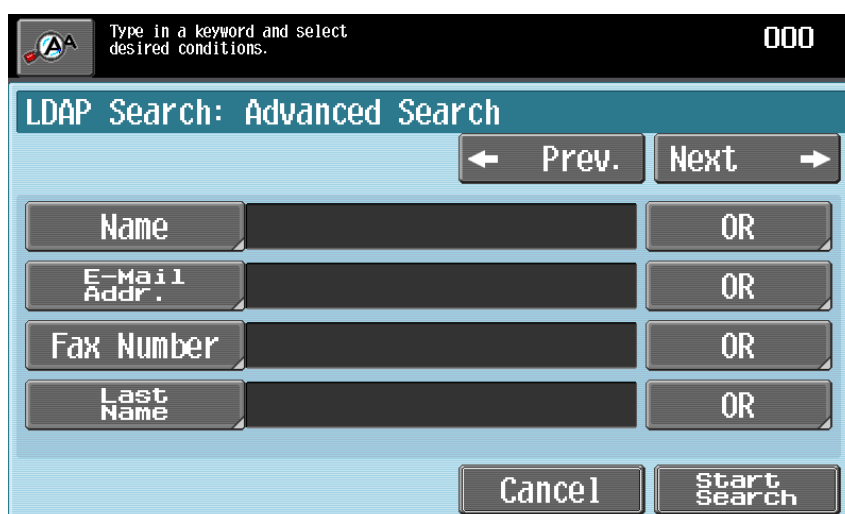 AA
Type in a keyword and select
desired conditions.
000
LDAP Search: Advanced Search
← Prev.
Next →
Name
OR
E-Mail
Addr.
OR
Fax Number
OR
Last
Name
OR
Cancel
Start
Search